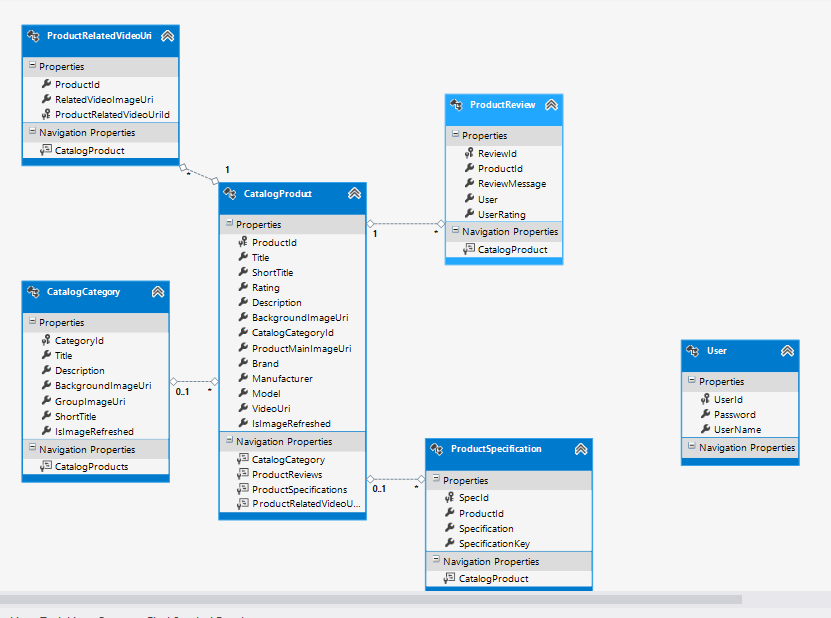 ProductRelatedVideoUri
Properties
ProductId
RelatedVideoImageUri
ProductRelatedVideoUriId
Navigation Properties
CatalogProduct
*
1
CatalogProduct
Properties
ProductId
Title
ShortTitle
Rating
Description
BackgroundImageUri
CatalogCategoryId
ProductMainImageUri
Brand
Manufacturer
Model
VideoUri
IsImageRefreshed
Navigation Properties
CatalogCategory
ProductReviews
ProductSpecifications
ProductRelatedVideoU...
1
*
ProductReview
Properties
ReviewId
ProductId
ReviewMessage
User
UserRating
Navigation Properties
CatalogProduct
CatalogCategory
Properties
CategoryId
Title
Description
BackgroundImageUri
GroupImageUri
ShortTitle
IsImageRefreshed
Navigation Properties
CatalogProducts
0..1
*
0..1
*
ProductSpecification
Properties
SpecId
ProductId
Specification
SpecificationKey
Navigation Properties
CatalogProduct
User
Properties
UserId
Password
UserName
Navigation Properties